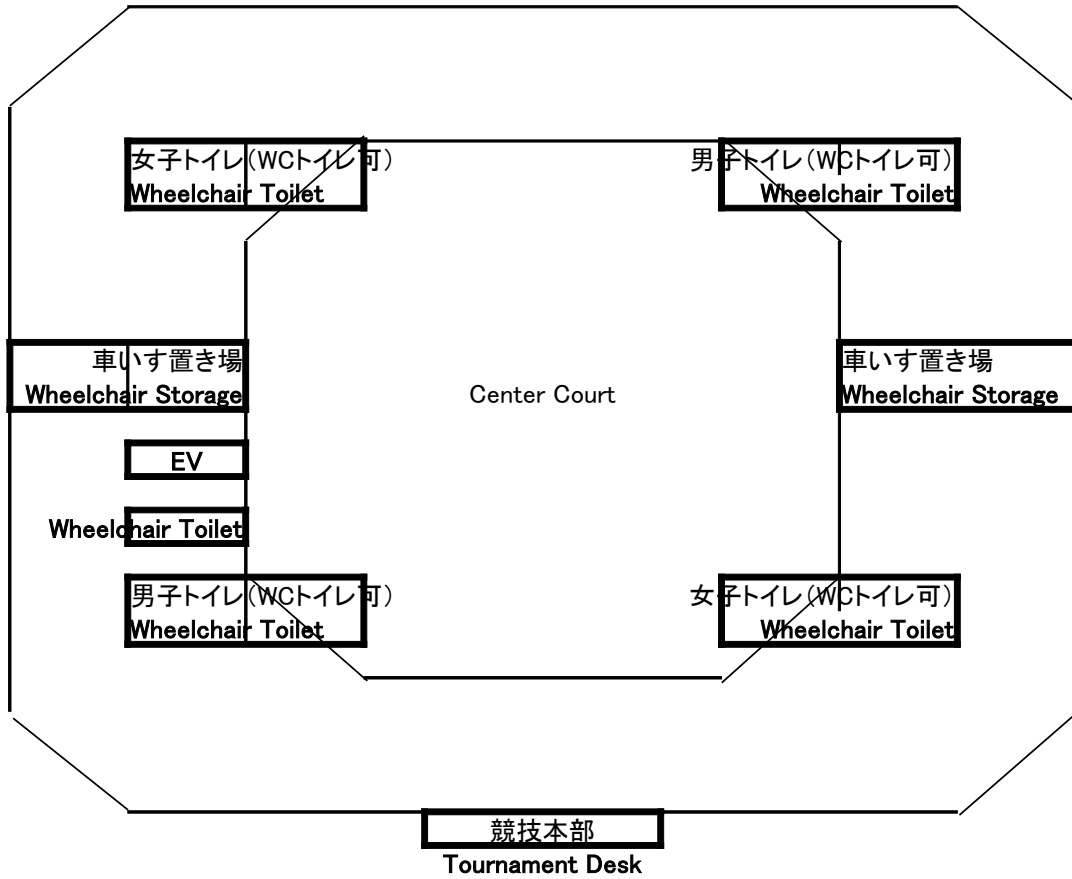 女子トイレ(WCトイレ可)
Wheelchair Toilet
男子トイレ(WCトイレ可)
Wheelchair Toilet
車いす置き場
Wheelchair Storage
Center Court
車いす置き場
Wheelchair Storage
EV
Wheelchair Toilet
男子トイレ(WCトイレ可)
Wheelchair Toilet
女子トイレ(WCトイレ可)
Wheelchair Toilet
競技本部
Tournament Desk